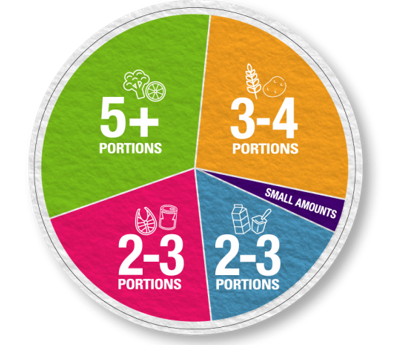 5+
PORTIONS
3-4
PORTIONS
SMALL AMOUNTS
2-3
PORTIONS
2-3
PORTIONS